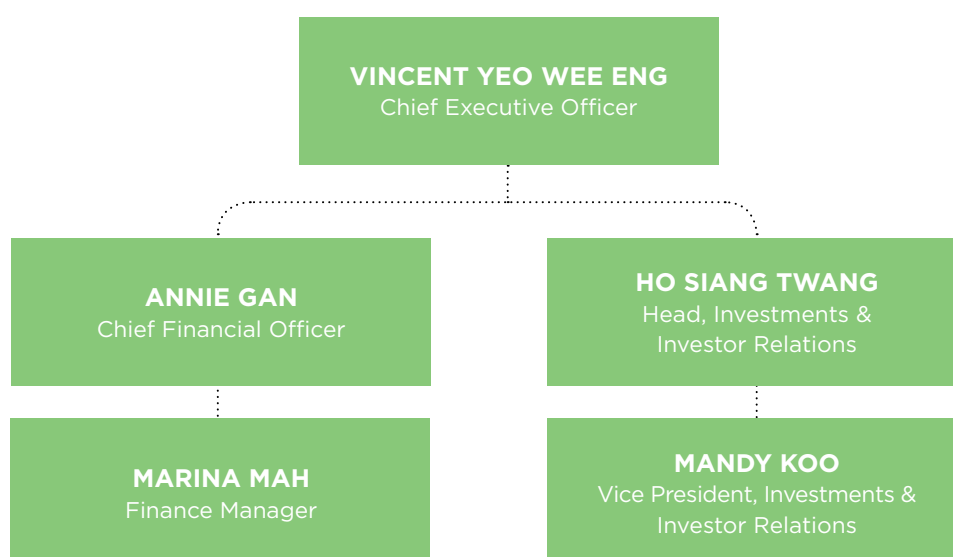 VINCENT YEO WEE ENG
Chief Executive Officer
ANNIE GAN
Chief Financial Officer
HO SIANG TWANG
Head, Investments &
Investor Relations
MARINA MAH
Finance Manager
MANDY KOO
Vice President, Investments &
Investor Relations